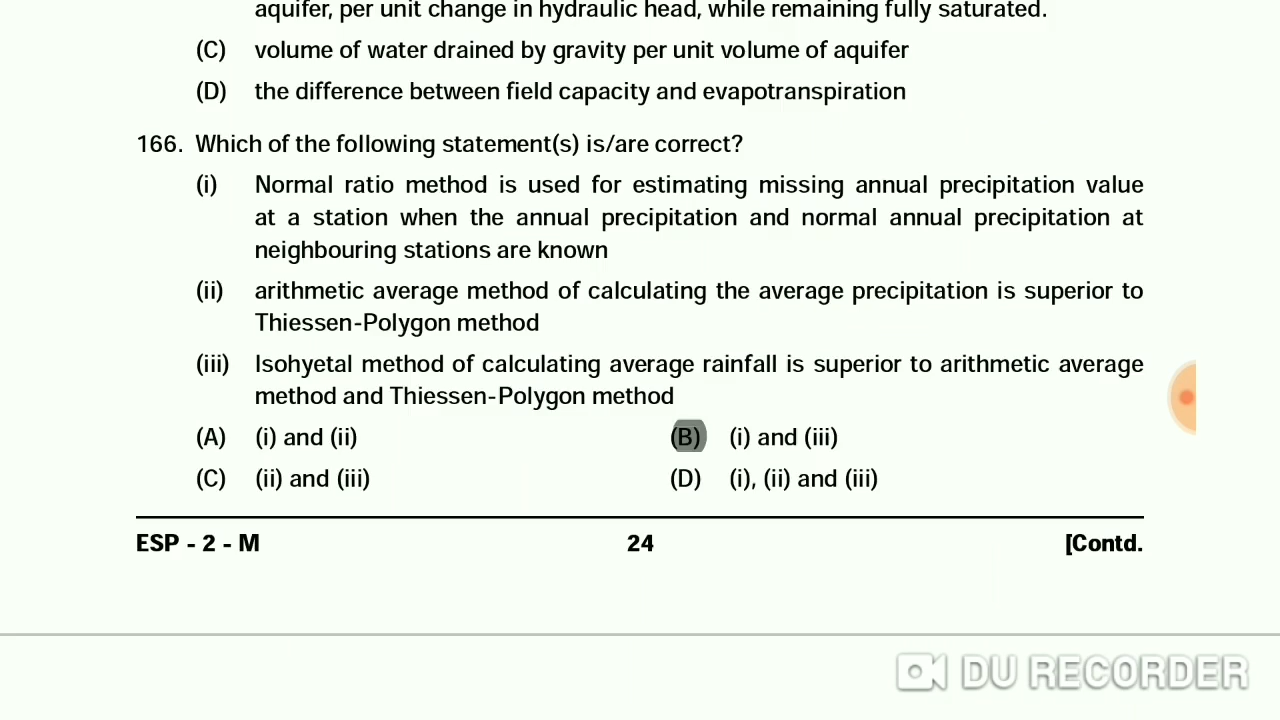 aquifer, per unit change in hydraulic head, while remaining fully saturated.
(C) volume of water drained by gravity per unit volume of aquifer
(D) the difference between field capacity and evapotranspiration
166. Which of the following statement(s) is/are correct?
(i) Normal ratio method is used for estimating missing annual precipitation value
at a station when the annual precipitation and normal annual precipitation at
neighbouring stations are known
(ii) arithmetic average method of calculating the average precipitation is superior to
Thiessen-Polygon method
(iii) Isohyetal method of calculating average rainfall is superior to arithmetic average
method and Thiessen-Polygon method
(A) (i) and (ii) (B) (i) and (iii)
(C) (ii) and (iii) (D) (i), (ii) and (iii)
ESP - 2 - M 24 [Contd.
DU RECORDER